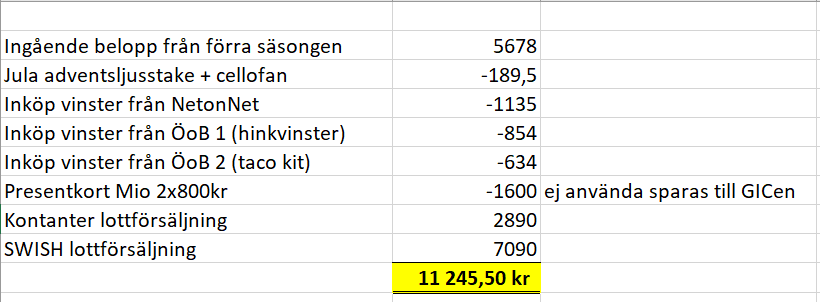 Ingående belopp från förra säsongen 5678
Jula adventsljusstake + cellofan -189,5
Inköp vinster från NetonNet -1135
Inköp vinster från ÖoB 1 (hinkvinster) -854
Inköp vinster från ÖoB 2 (taco kit) -634
Presentkort Mio 2x800kr -1600 ej använda sparas till GICen
Kontanter lottförsäljning 2890
SWISH lottförsäljning 7090
11 245,50 kr